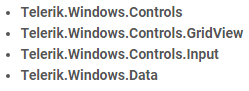 • Telerik.Windows.Controls
• Telerik.Windows.Controls.GridView
• Telerik.Windows.Controls.Input
• Telerik.Windows.Data